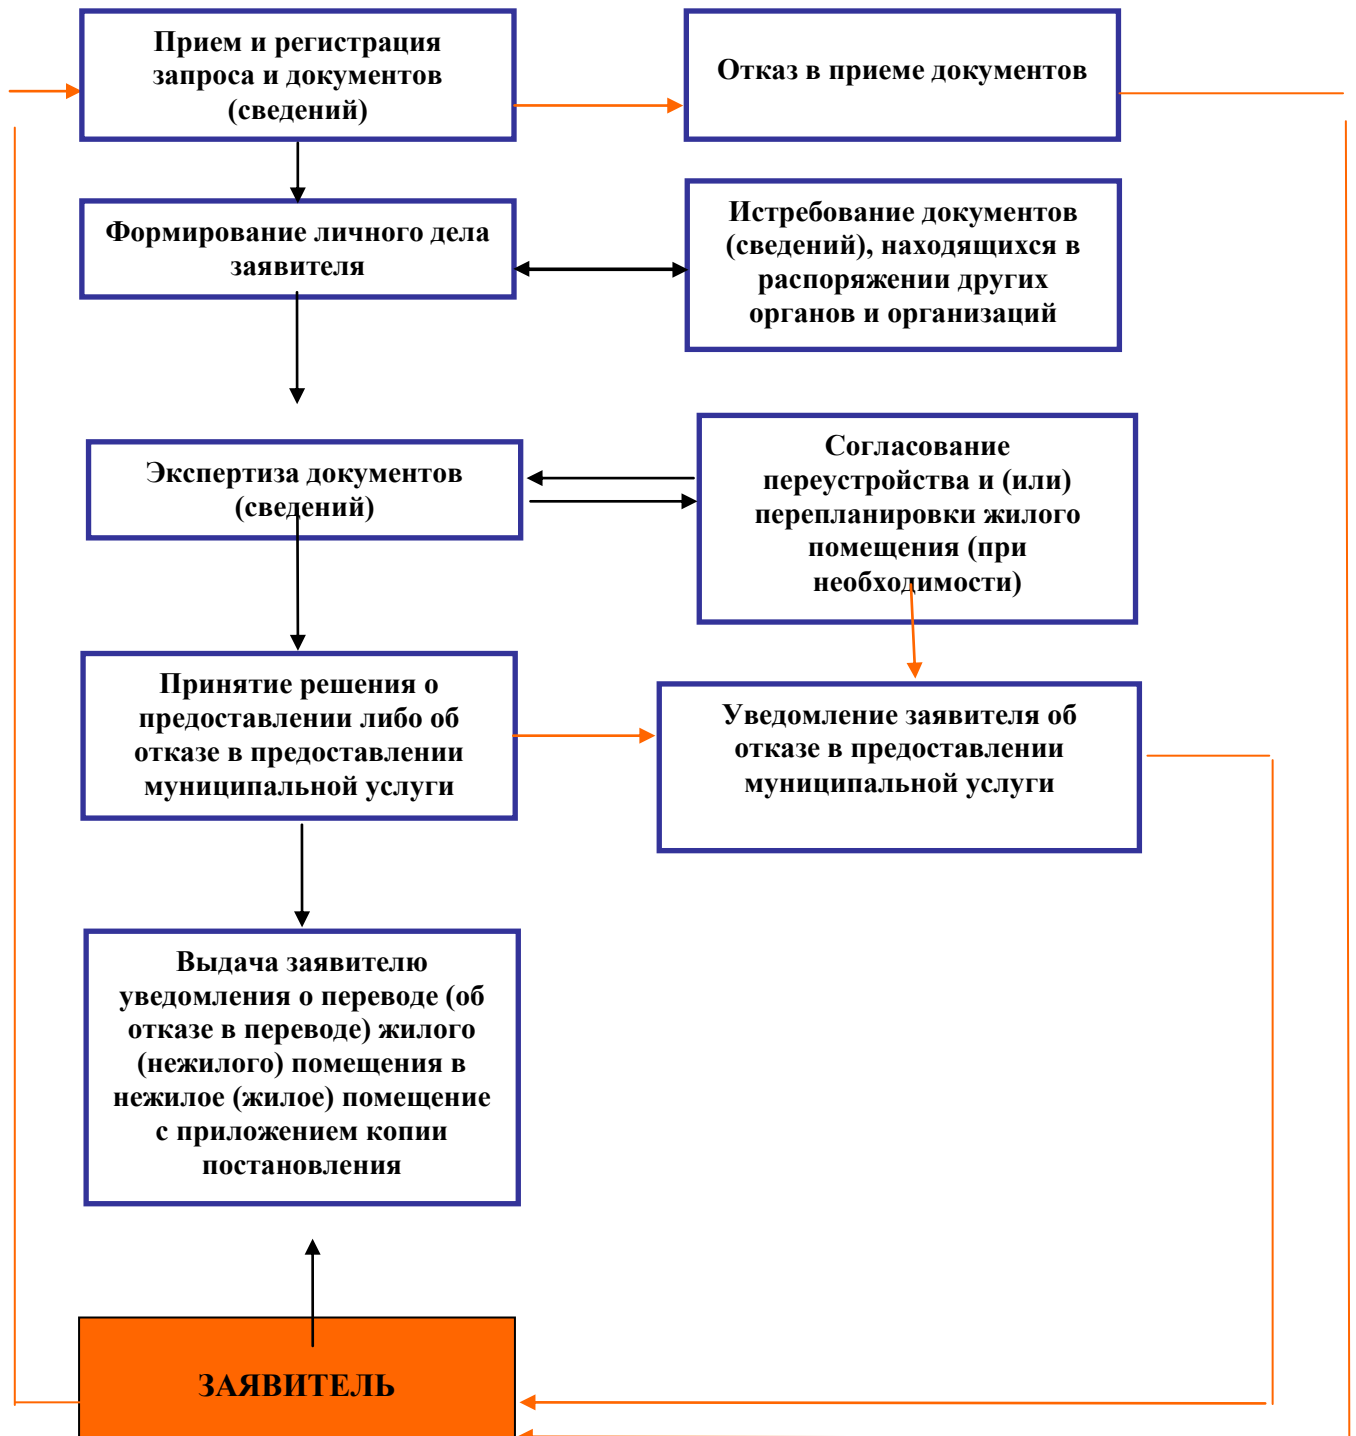 Прием и регистрация
запроса и документов
(сведений)
Отказ в приеме документов
Формирование личного дела
заявителя
Истребование документов
(сведений), находящихся в
распоряжении других
органов и организаций
Экспертиза документов
(сведений)
Согласование
переустройства и (или)
перепланировки жилого
помещения (при
необходимости)
Принятие решения о
предоставлении либо об
отказе в предоставлении
муниципальной услуги
Уведомление заявителя об
отказе в предоставлении
муниципальной услуги
Выдача заявителю
уведомления о переводе (об
отказе в переводе) жилого
(нежилого) помещения в
нежилое (жилое) помещение
с приложением копии
постановления
ЗАЯВИТЕЛЬ